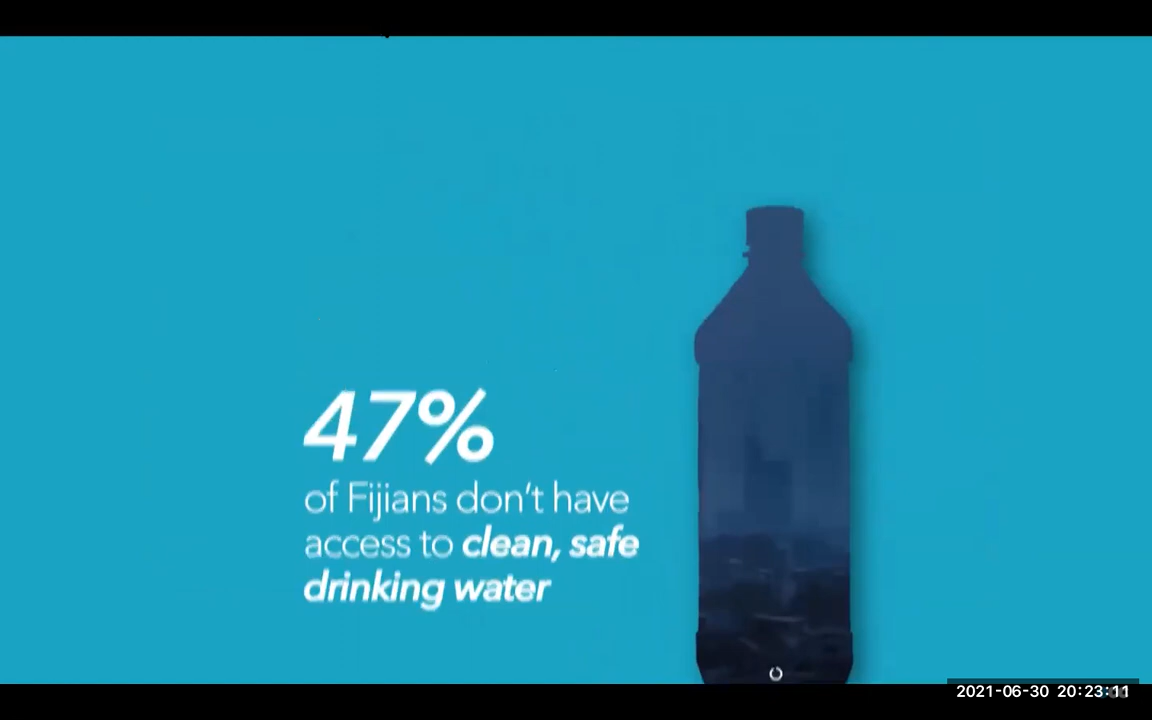 47%
of Fijians don't have
access to clean, safe
drinking water
2021-06-30 20:23:11